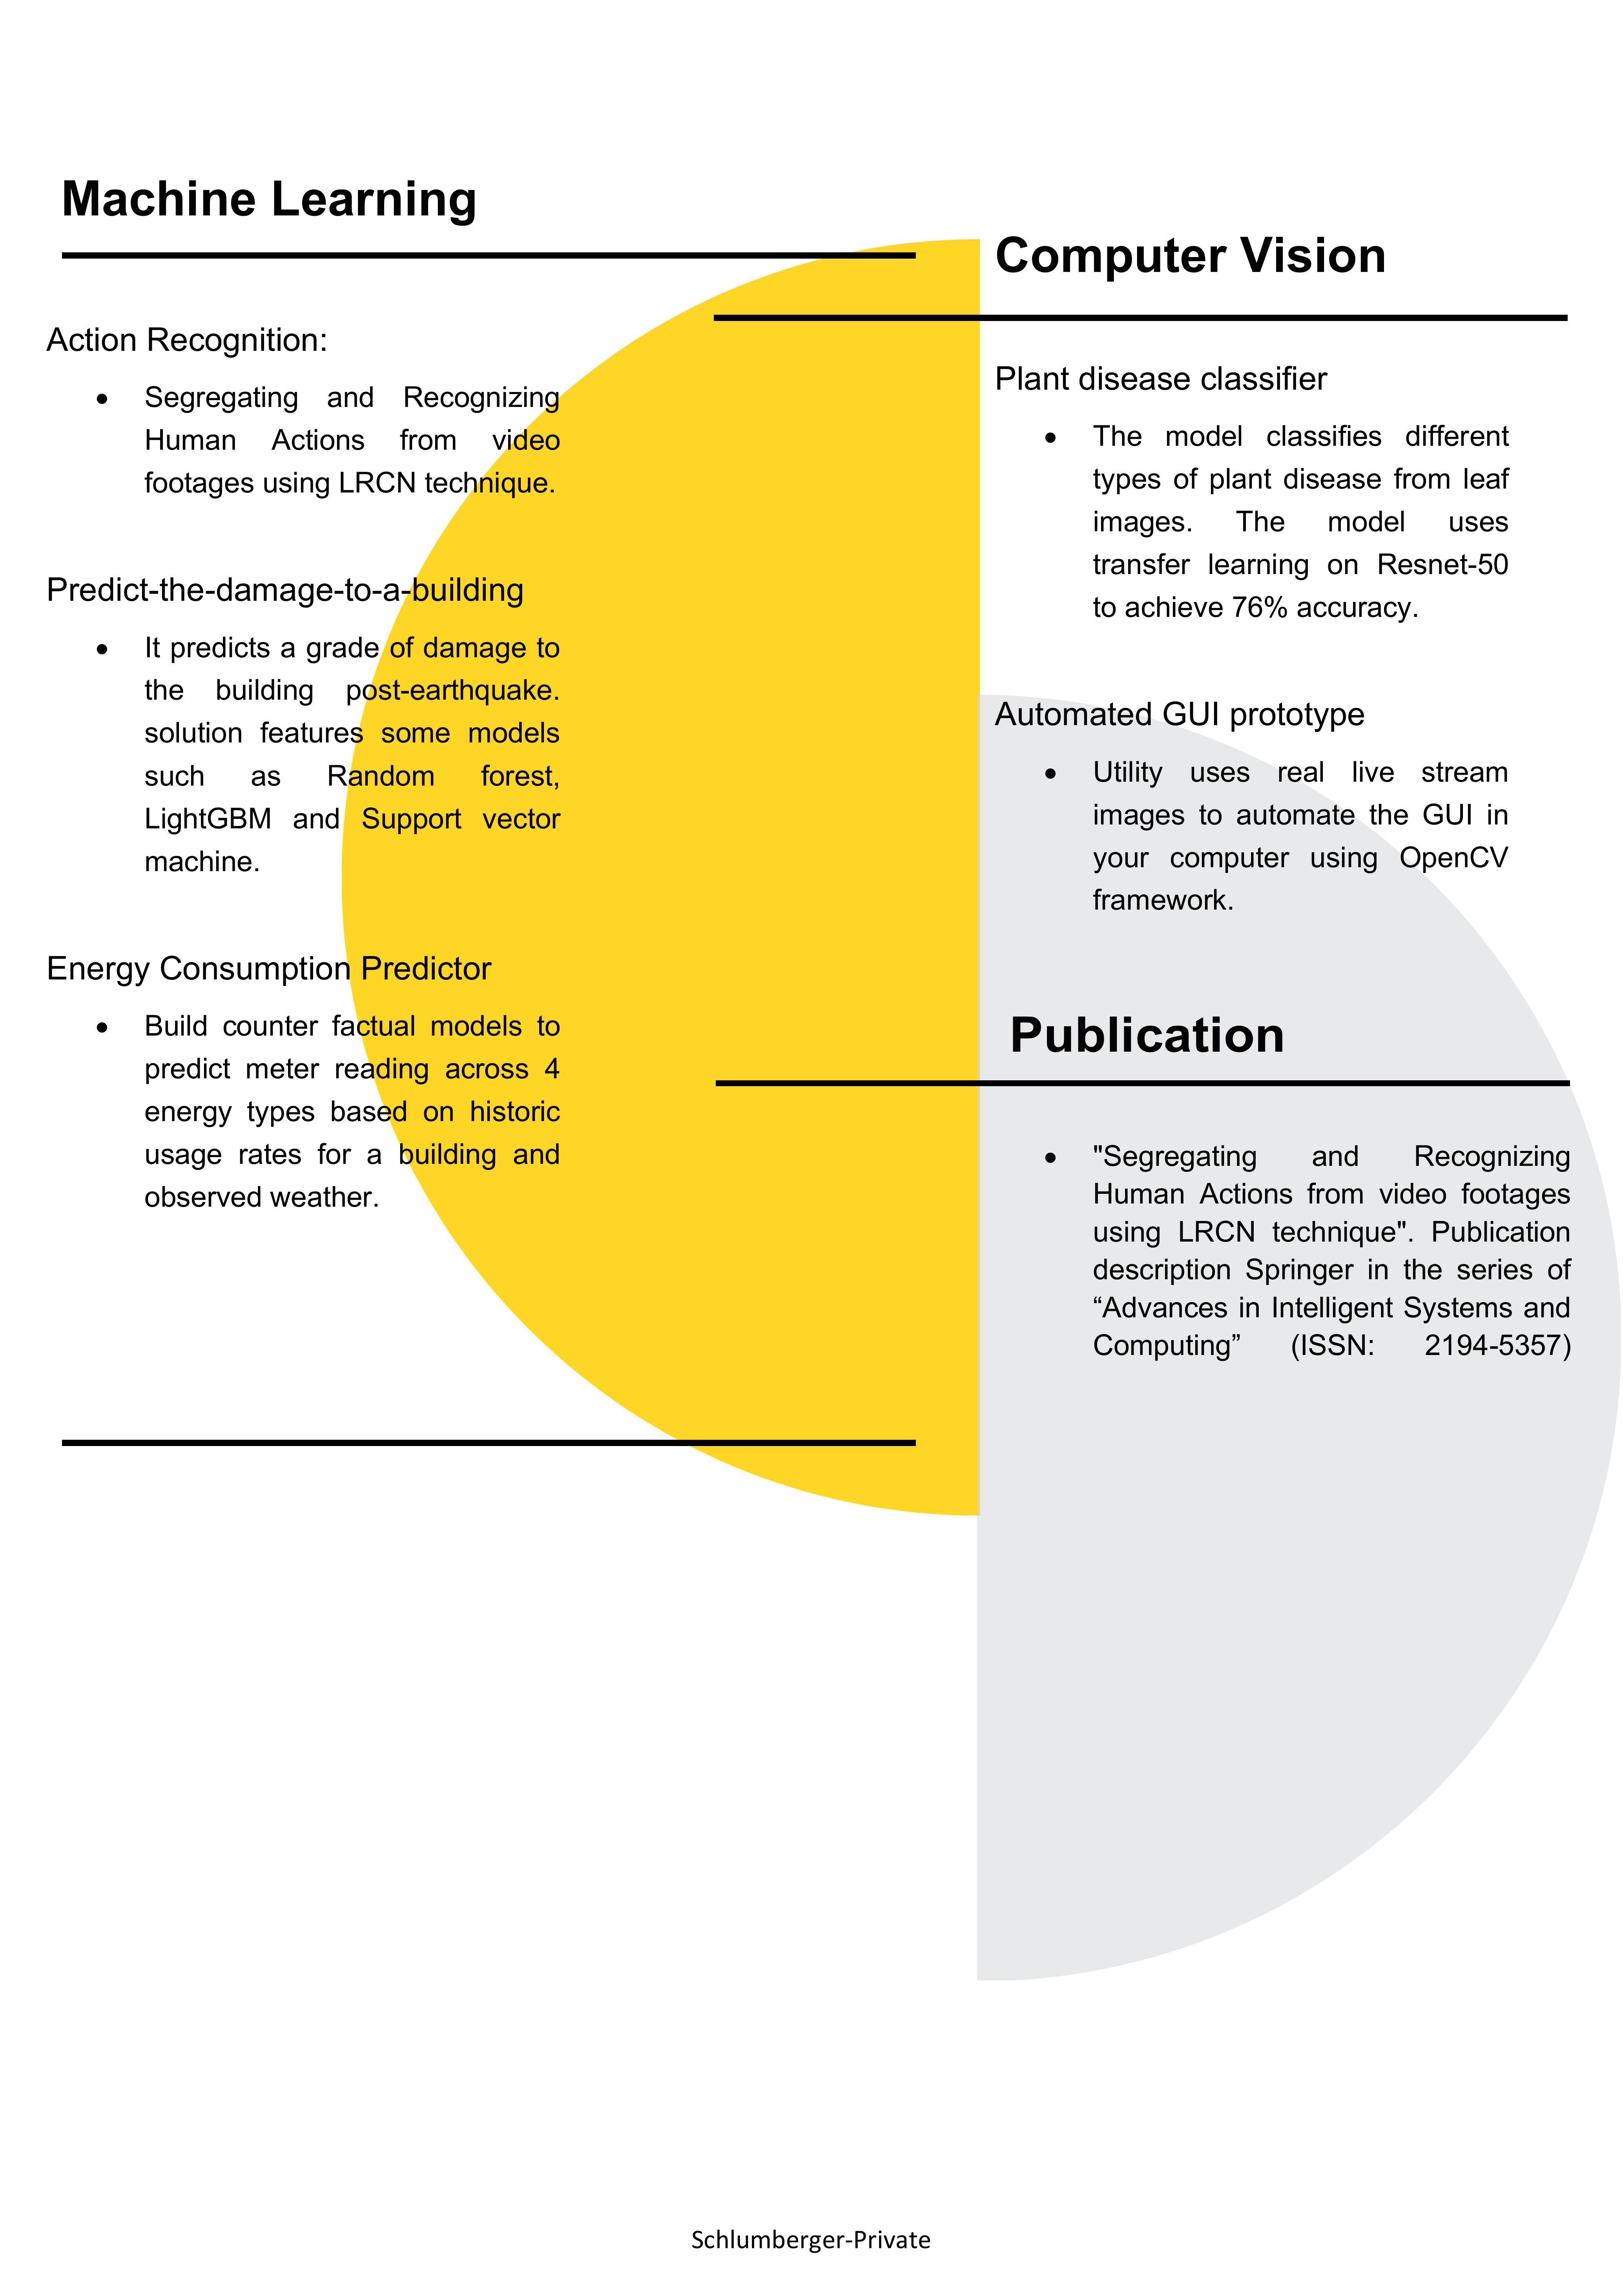 Machine Learning
Action Recognition:
• Segregating and Recognizing
Human Actions from video
footages using LRCN technique.
Predict-the-damage-to-a-building
• It predicts a grade of damage to
the building post-earthquake.
solution features some models
such as Random forest,
LightGBM and Support vector
machine.
Energy Consumption Predictor
• Build counter factual models to
predict meter reading across 4
energy types based on historic
usage rates for a building and
observed weather.
Computer Vision
Plant disease classifier
• The model classifies different
types of plant disease from leaf
images. The model uses
transfer learning on Resnet-50
to achieve 76% accuracy.
Automated GUI prototype
• Utility uses real live stream
images to automate the GUI in
your computer using OpenCV
framework.
Publication
• "Segregating and Recognizing
Human Actions from video footages
using LRCN technique". Publication
description Springer in the series of
“Advances in Intelligent Systems and
Computing” (ISSN: 2194-5357)
Schlumberger-Private